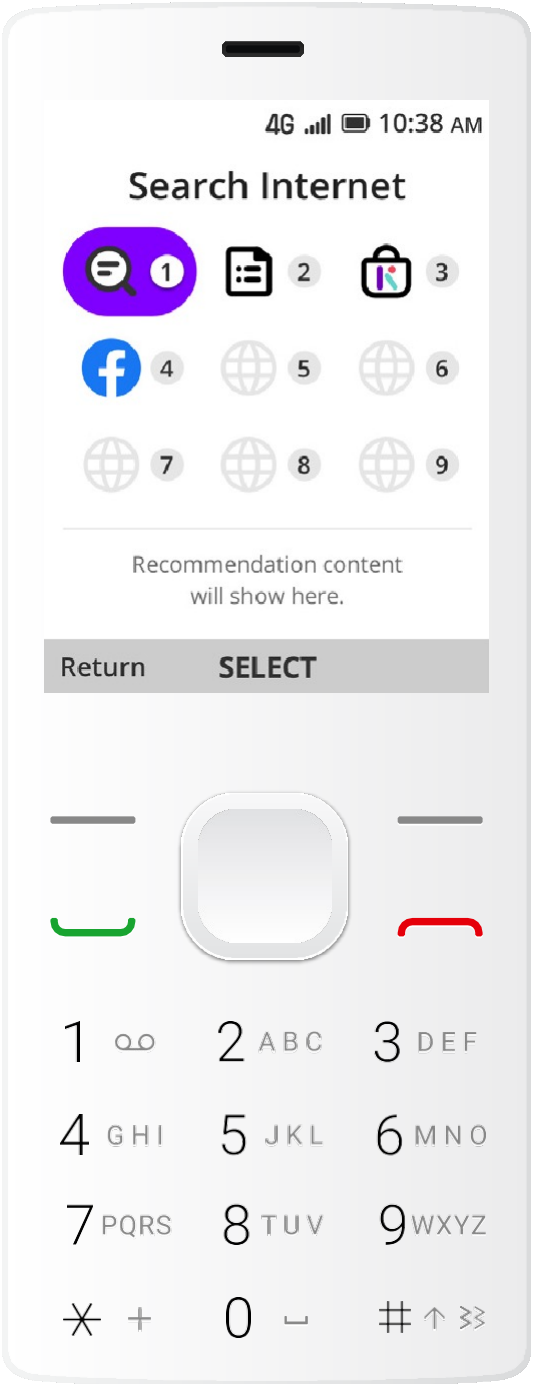 4G 10:38 AM
Search Internet
1 2 3
4 5 6
7 8 9
Recommendation content
will show here.
Return SELECT
1 2 ABC 3 DEF
4 GHI 5 JKL 6 MNO
7 PQRS 8 TUV 9 WXYZ
* + 0 #